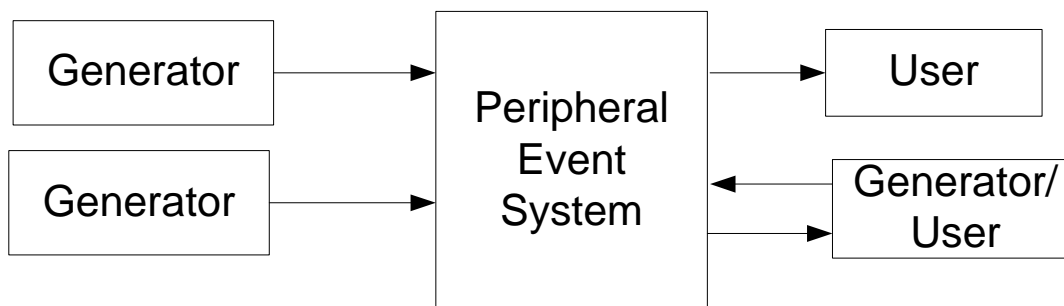 Generator
Generator
Peripheral
Event
System
User
Generator/
User